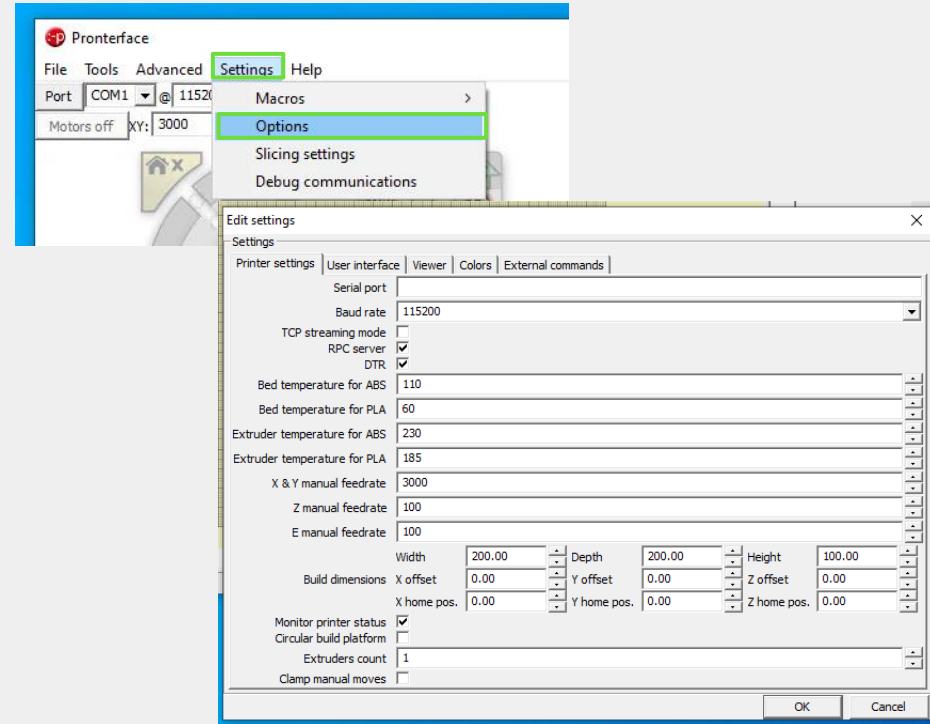 Pronterface
File Tools Advanced Settings Help
Port COM1 @ 1152
Macros
Motors off XY: 3000
Options
Slicing settings
Debug communications
X
Edit settings
Settings
Printer settings User interface Viewer Colors External commands
Serial port
Baud rate 115200
TCP streaming mode
RPC server
DTR
Bed temperature for ABS 110
Bed temperature for PLA 60
Extruder temperature for ABS 230
Extruder temperature for PLA 185
X & Y manual feedrate 3000
Z manual feedrate 100
E manual feedrate 100
Width 200.00 Depth 200.00 Height 100.00
Build dimensions X offset 0.00 Y offset 0.00 Z offset 0.00
X home pos. 0.00 Y home pos. 0.00 Z home pos. 0.00
Monitor printer status
Circular build platform
Extruders count 1
Clamp manual moves
OK Cancel